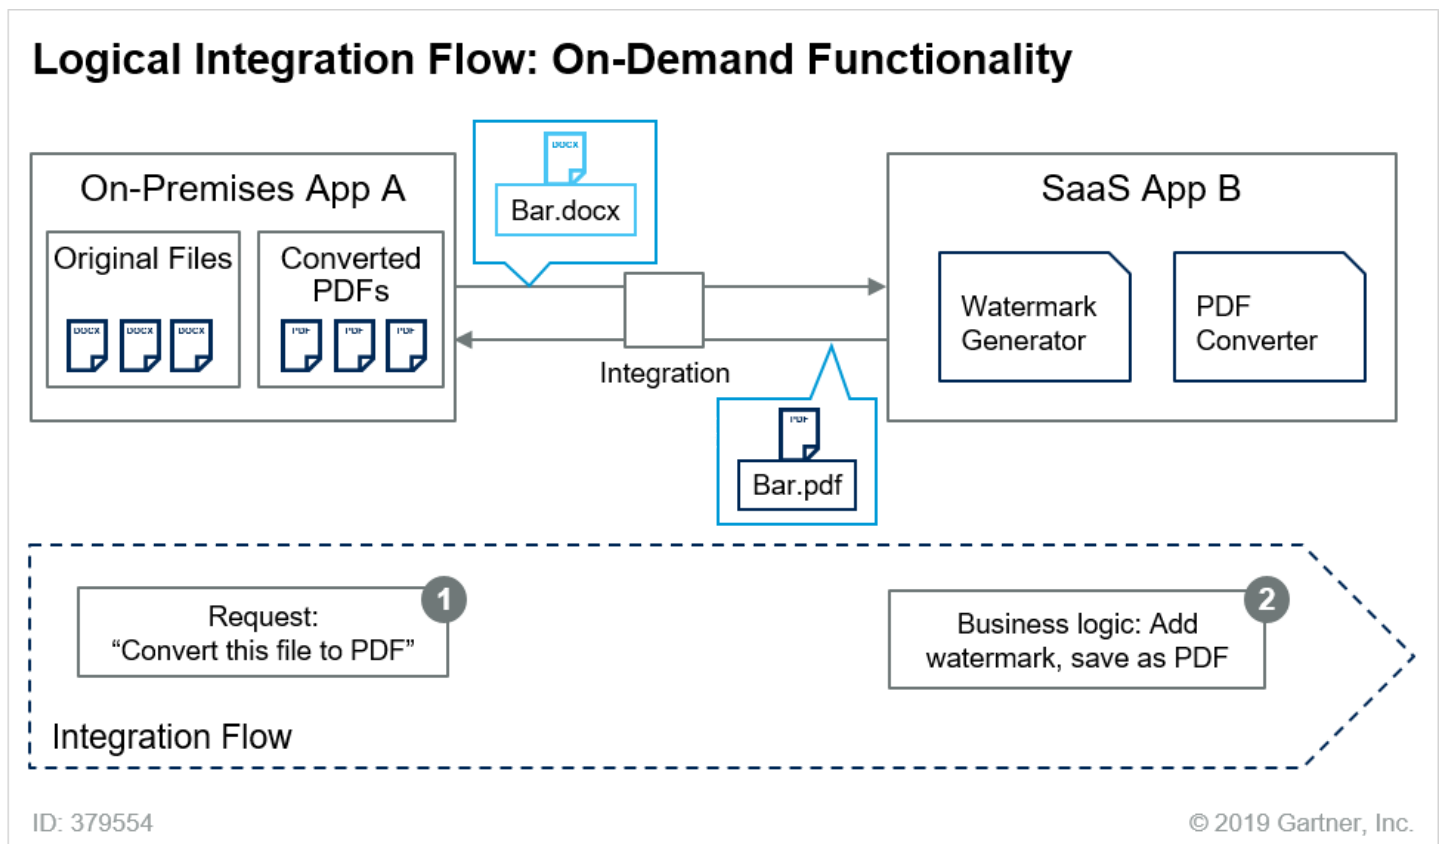 Logical Integration Flow: On-Demand Functionality
DOCX
Bar.docx
On-Premises App A
Original Files
DOCX DOCX DOCX
Converted
PDFs
PDF PDF PDF
Integration
SaaS App B
Watermark
Generator
PDF
Converter
PDF
Bar.pdf
1
Request:
“Convert this file to PDF”
2
Business logic: Add
watermark, save as PDF
Integration Flow
ID: 379554
© 2019 Gartner, Inc.